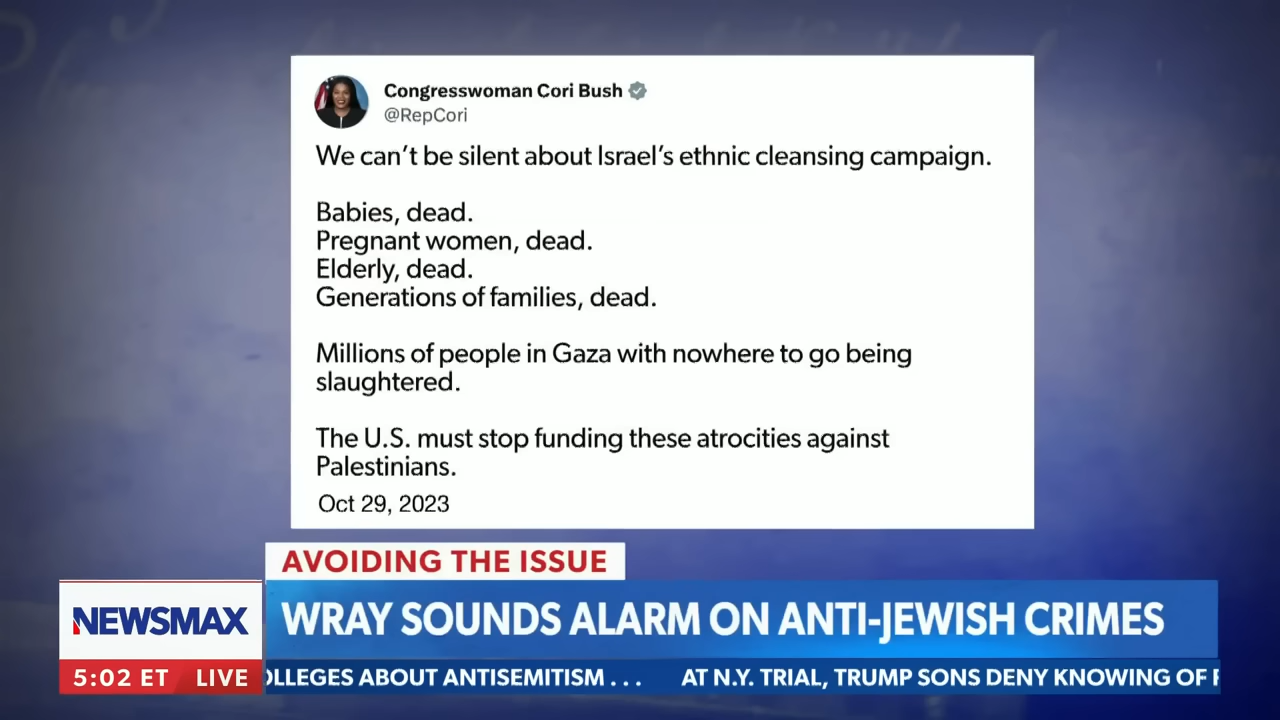 Congresswoman Cori Bush
@RepCori
We can't be silent about Israel's ethnic cleansing campaign.
Babies, dead.
Pregnant women, dead.
Elderly, dead.
Generations of families, dead.
Millions of people in Gaza with nowhere to go being
slaughtered.
The U.S. must stop funding these atrocities against
Palestinians.
Oct 29, 2023
AVOIDING THE ISSUE
NEWSMAX
WRAY SOUNDS ALARM ON ANTI-JEWISH CRIMES
5:02 ET LIVE
OLLEGES ABOUT ANTISEMITISM . . . AT N.Y. TRIAL, TRUMP SONS DENY KNOWING OF